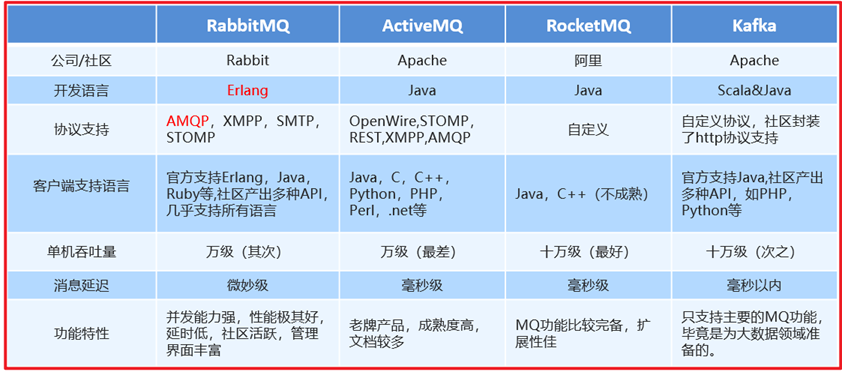 RabbitMQ ActiveMQ RocketMQ Kafka
公司/社区 Rabbit Apache 阿里 Apache
开发语言 Erlang Java Java Scala&Java
协议支持
AMQP，XMPP，SMTP，
STOMP
OpenWire,STOMP，
REST,XMPP,AMQP
自定义
自定义协议，社区封装
了http协议支持
客户端支持语言
官方支持Erlang，Java，
Ruby等,社区产出多种API，
几乎支持所有语言
Java，C，C++，
Python，PHP，
Perl，.net等
Java，C++（不成熟）
官方支持Java,社区产出
多种API，如PHP，
Python等
单机吞吐量 万级（其次） 万级（最差） 十万级（最好） 十万级（次之）
消息延迟 微妙级 毫秒级 毫秒级 毫秒以内
功能特性
并发能力强，性能极其好，
延时低，社区活跃，管理
界面丰富
老牌产品，成熟度高，
文档较多
MQ功能比较完备，扩
展性佳
只支持主要的MQ功能，
毕竟是为大数据领域准
备的。